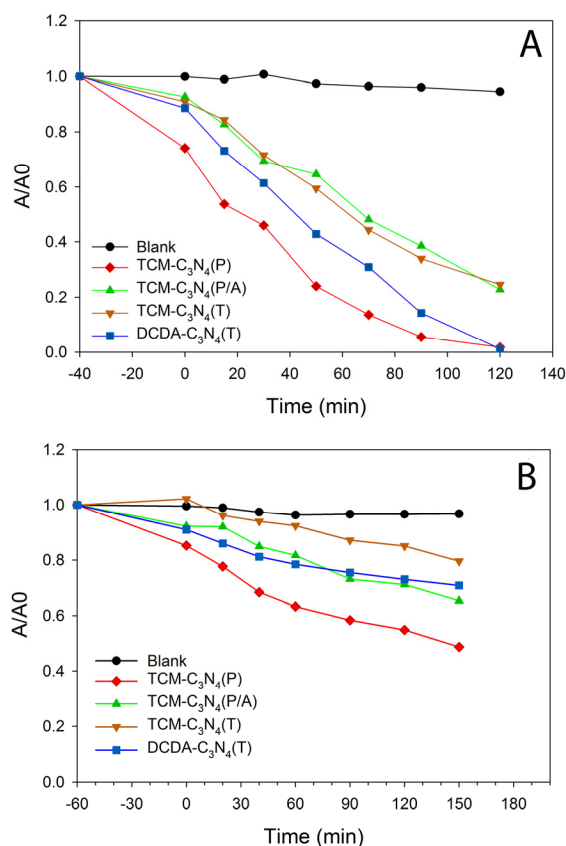 A
1.2
1.0
0.8
0.6
0.4
0.2
0.0
A/A0
Blank
TCM-C₃N₄(P)
TCM-C₃N₄(P/A)
TCM-C₃N₄(T)
DCDA-C₃N₄(T)
-40 -20 0 20 40 60 80 100 120 140
Time (min)
B
1.2
1.0
0.8
0.6
0.4
0.2
0.0
A/A0
Blank
TCM-C₃N₄(P)
TCM-C₃N₄(P/A)
TCM-C₃N₄(T)
DCDA-C₃N₄(T)
-60 -30 0 20 40 60 90 120 150 180
Time (min)